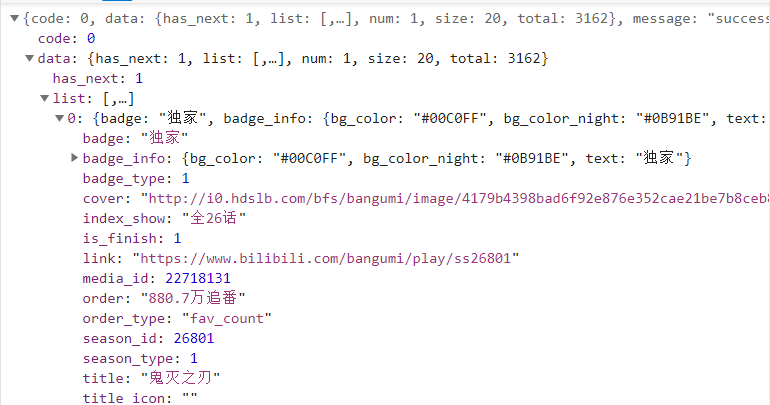 {code: 0, data: {has_next: 1, list: [,…], num: 1, size: 20, total: 3162}, message: "success
code: 0
data: {has_next: 1, list: [,…], num: 1, size: 20, total: 3162}
has_next: 1
list: [,…]
0: {badge: "独家", badge_info: {bg_color: "#00C0FF", bg_color_night: "#0B91BE", text:
badge: "独家"
badge_info: {bg_color: "#00C0FF", bg_color_night: "#0B91BE", text: "独家"}
badge_type: 1
cover: "http://i0.hdslb.com/bfs/bangumi/image/4179b4398bad6f92e876e352cae21be7b8ceb8
index_show: "全26话"
is_finish: 1
link: "https://www.bilibili.com/bangumi/play/ss26801"
media_id: 22718131
order: "880.7万追番"
order_type: "fav_count"
season_id: 26801
season_type: 1
title: "鬼灭之刃"
title_icon: ""